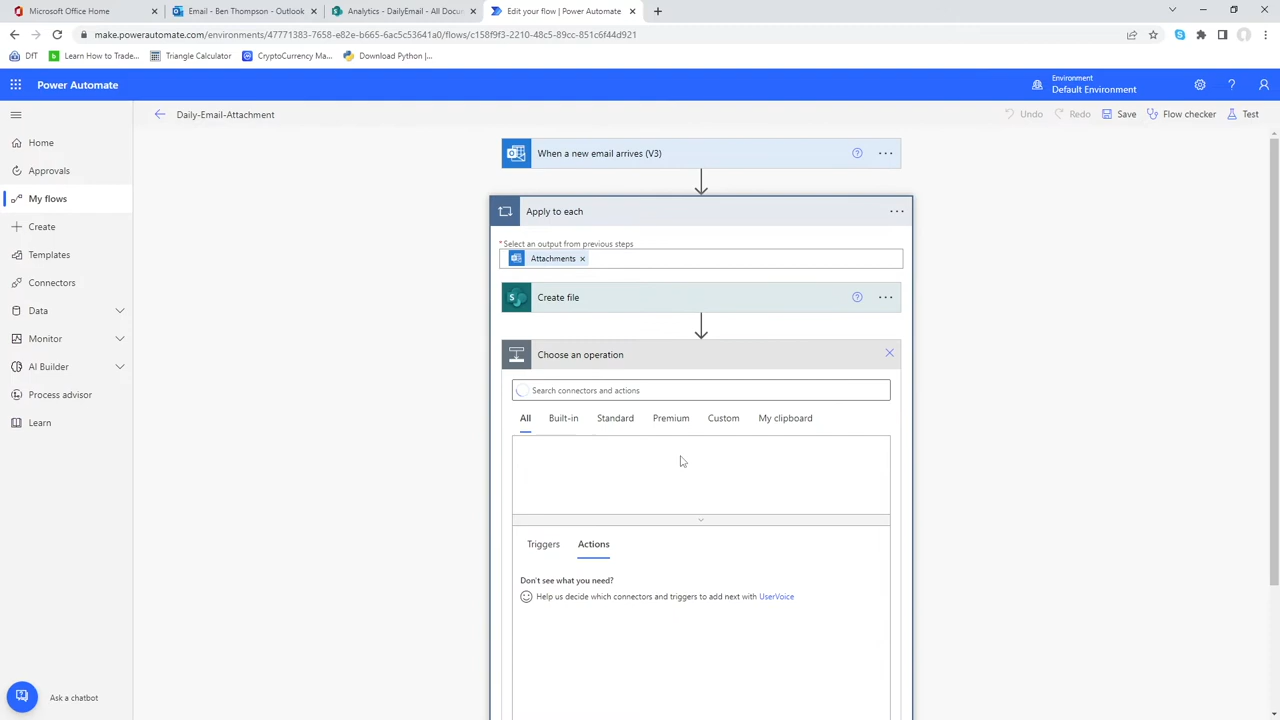 Microsoft Office Home
Email - Ben Thompson - Outlook
Analytics - DailyEmail - All Docum
Edit your flow | Power Automate
make.powerautomate.com/environments/47771383-7658-e82e-b665-6ac5c53641a0/flows/c158f9f3-2210-48c5-89cc-851c6f44d921
DfT
Learn How to Trade...
Triangle Calculator
CryptoCurrency Ma...
Download Python |...
Power Automate
Environment
Default Environment
Daily-Email-Attachment
Undo
Redo
Save
Flow checker
Test
Home
Approvals
My flows
Create
Templates
Connectors
Data
Monitor
AI Builder
Process advisor
Learn
Ask a chatbot
When a new email arrives (V3)
Apply to each
* Select an output from previous steps
Attachments
Create file
Choose an operation
Search connectors and actions
All Built-in Standard Premium Custom My clipboard
Triggers Actions
Don't see what you need?
Help us decide which connectors and triggers to add next with UserVoice